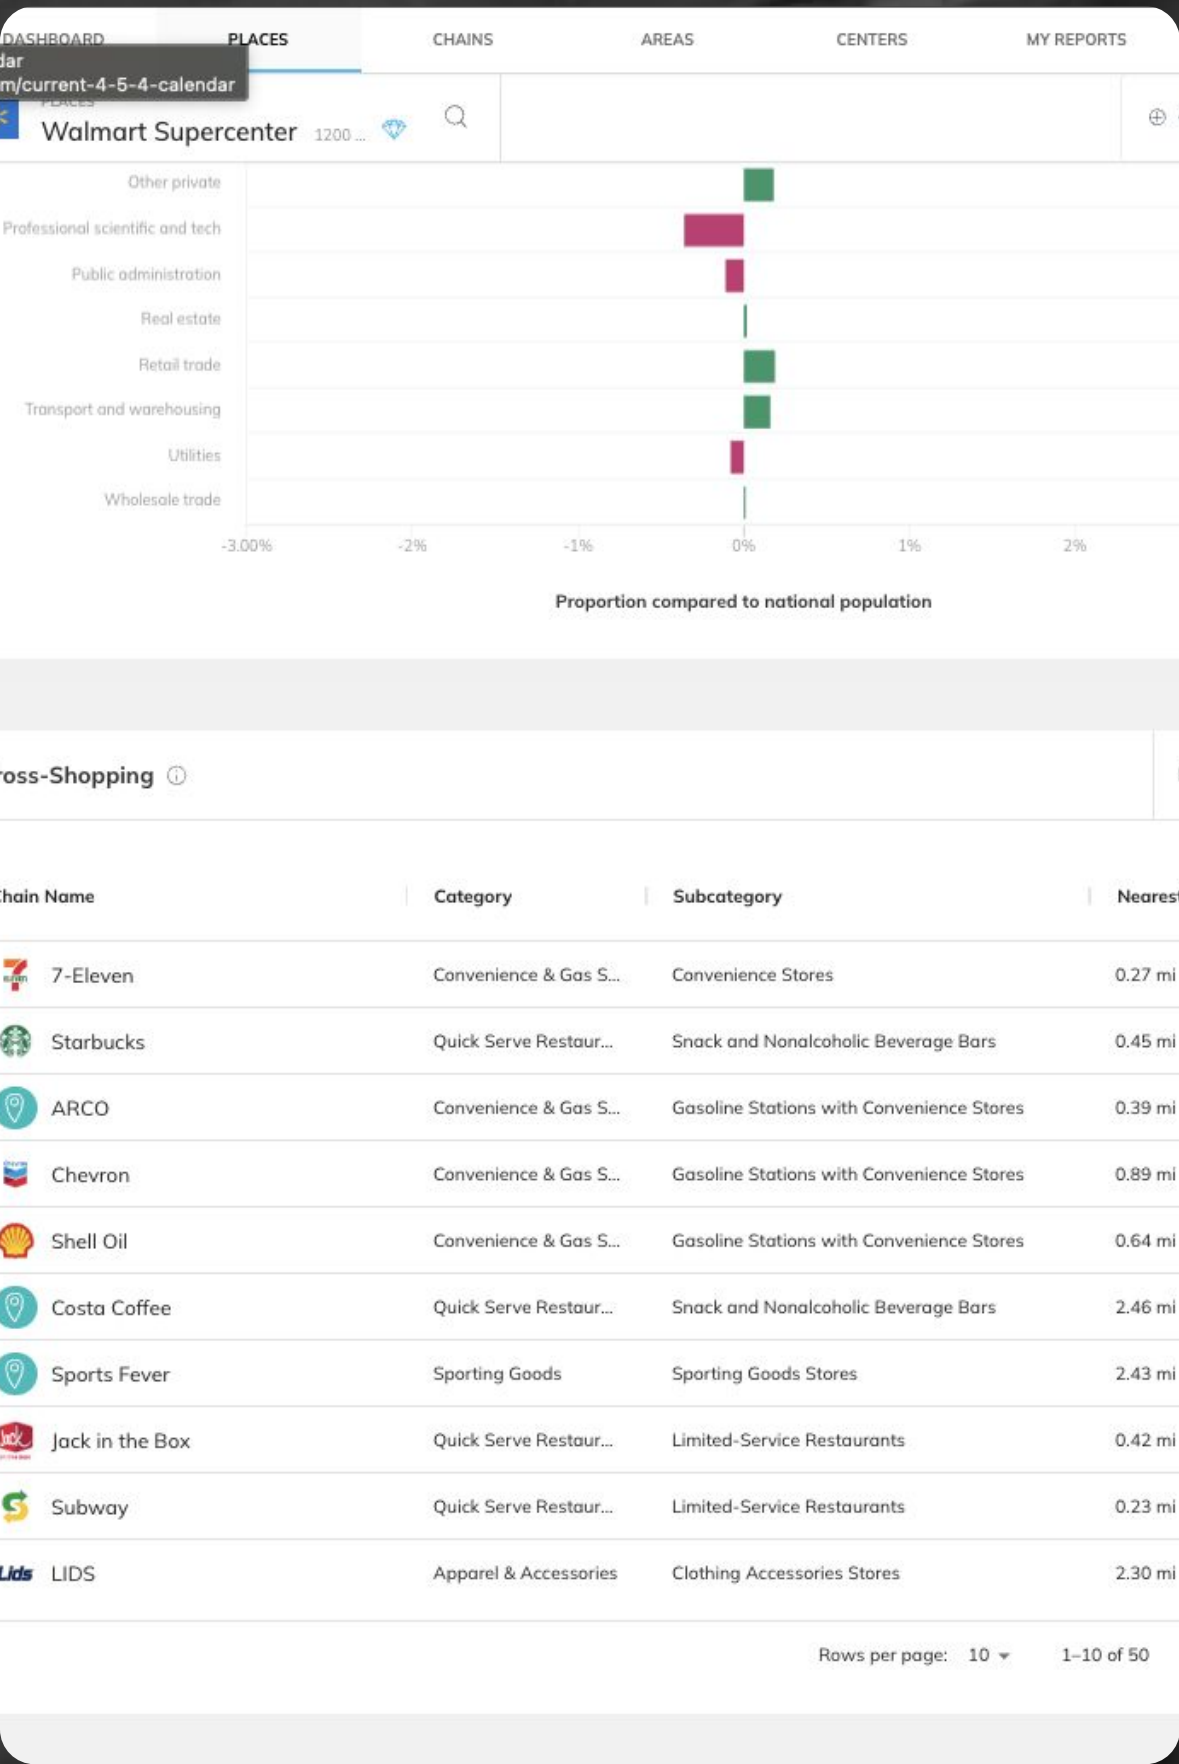 DASHBOARD PLACES CHAINS AREAS CENTERS MY REPORTS
dar
m/current-4-5-4-calendar
PLACES
Walmart Supercenter 1200 ...
Other private
Professional scientific and tech
Public administration
Real estate
Retail trade
Transport and warehousing
Utilities
Wholesale trade
-3.00% -2% -1% 0% 1% 2%
Proportion compared to national population
ross-Shopping
Chain Name Category Subcategory Nearest
7-Eleven Convenience & Gas S... Convenience Stores 0.27 mi
Starbucks Quick Serve Restaur... Snack and Nonalcoholic Beverage Bars 0.45 mi
ARCO Convenience & Gas S... Gasoline Stations with Convenience Stores 0.39 mi
Chevron Convenience & Gas S... Gasoline Stations with Convenience Stores 0.89 mi
Shell Oil Convenience & Gas S... Gasoline Stations with Convenience Stores 0.64 mi
Costa Coffee Quick Serve Restaur... Snack and Nonalcoholic Beverage Bars 2.46 mi
Sports Fever Sporting Goods Sporting Goods Stores 2.43 mi
Jack Jack in the Box Quick Serve Restaur... Limited-Service Restaurants 0.42 mi
Subway Quick Serve Restaur... Limited-Service Restaurants 0.23 mi
Lids LIDS Apparel & Accessories Clothing Accessories Stores 2.30 mi
Rows per page: 10 1–10 of 50